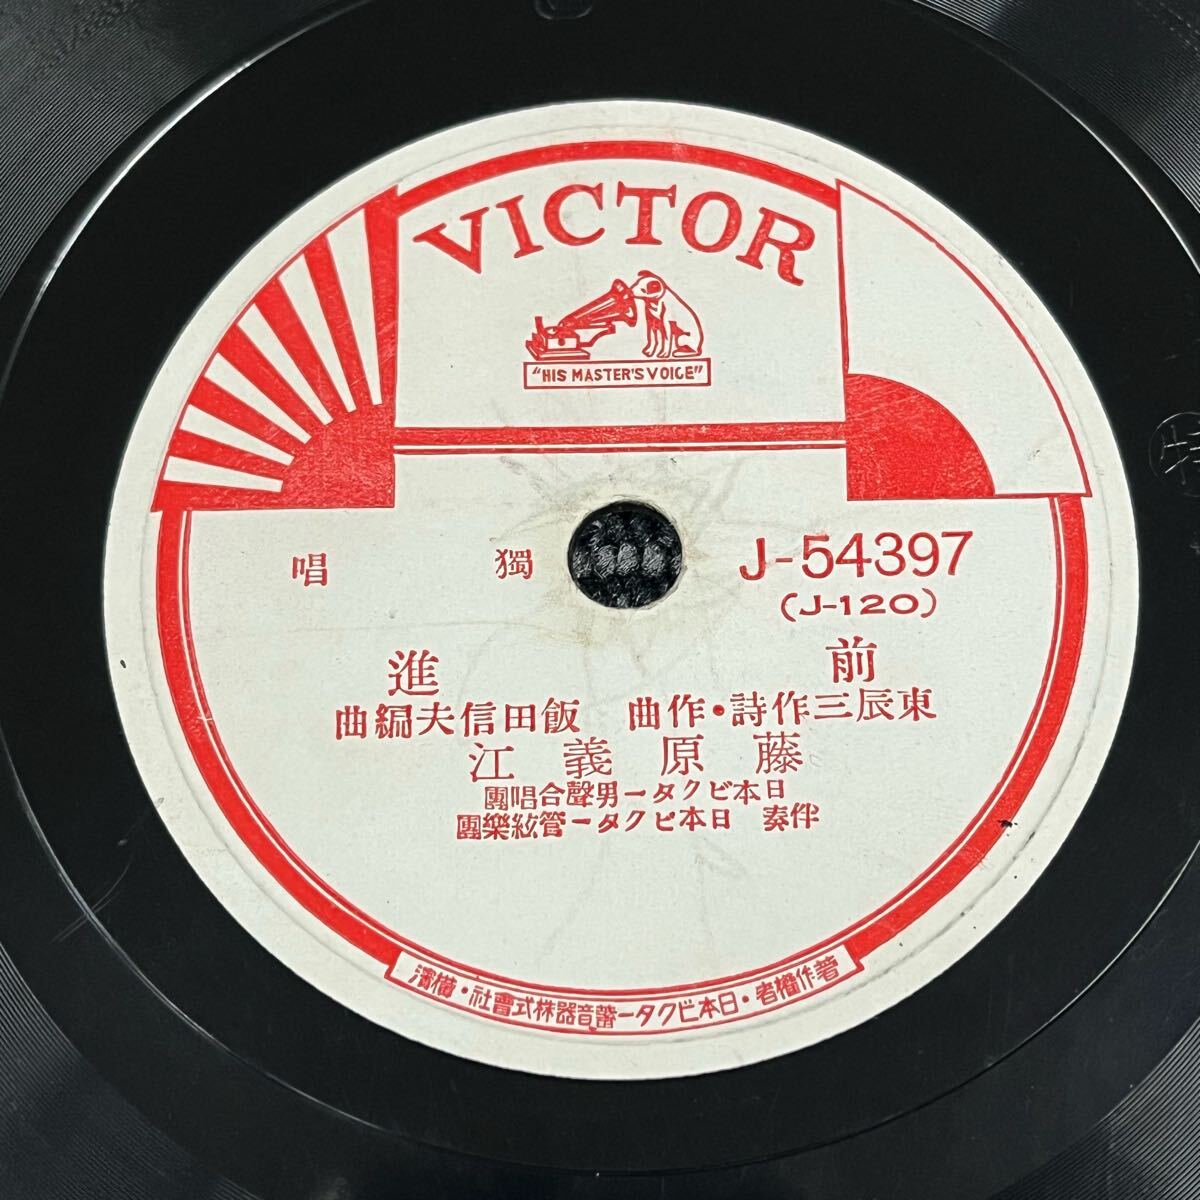 VICTOR
"HIS MASTER'S VOICE"
獨唱
J-54397
(J-120)
前進
東辰三作詩・作曲 飯田信夫編曲
藤原義江
日本ビクター男聲合唱團
伴奏 日本ビクター管絃樂團
著作權者・日本ビクター蓄音器株式會社・横濱